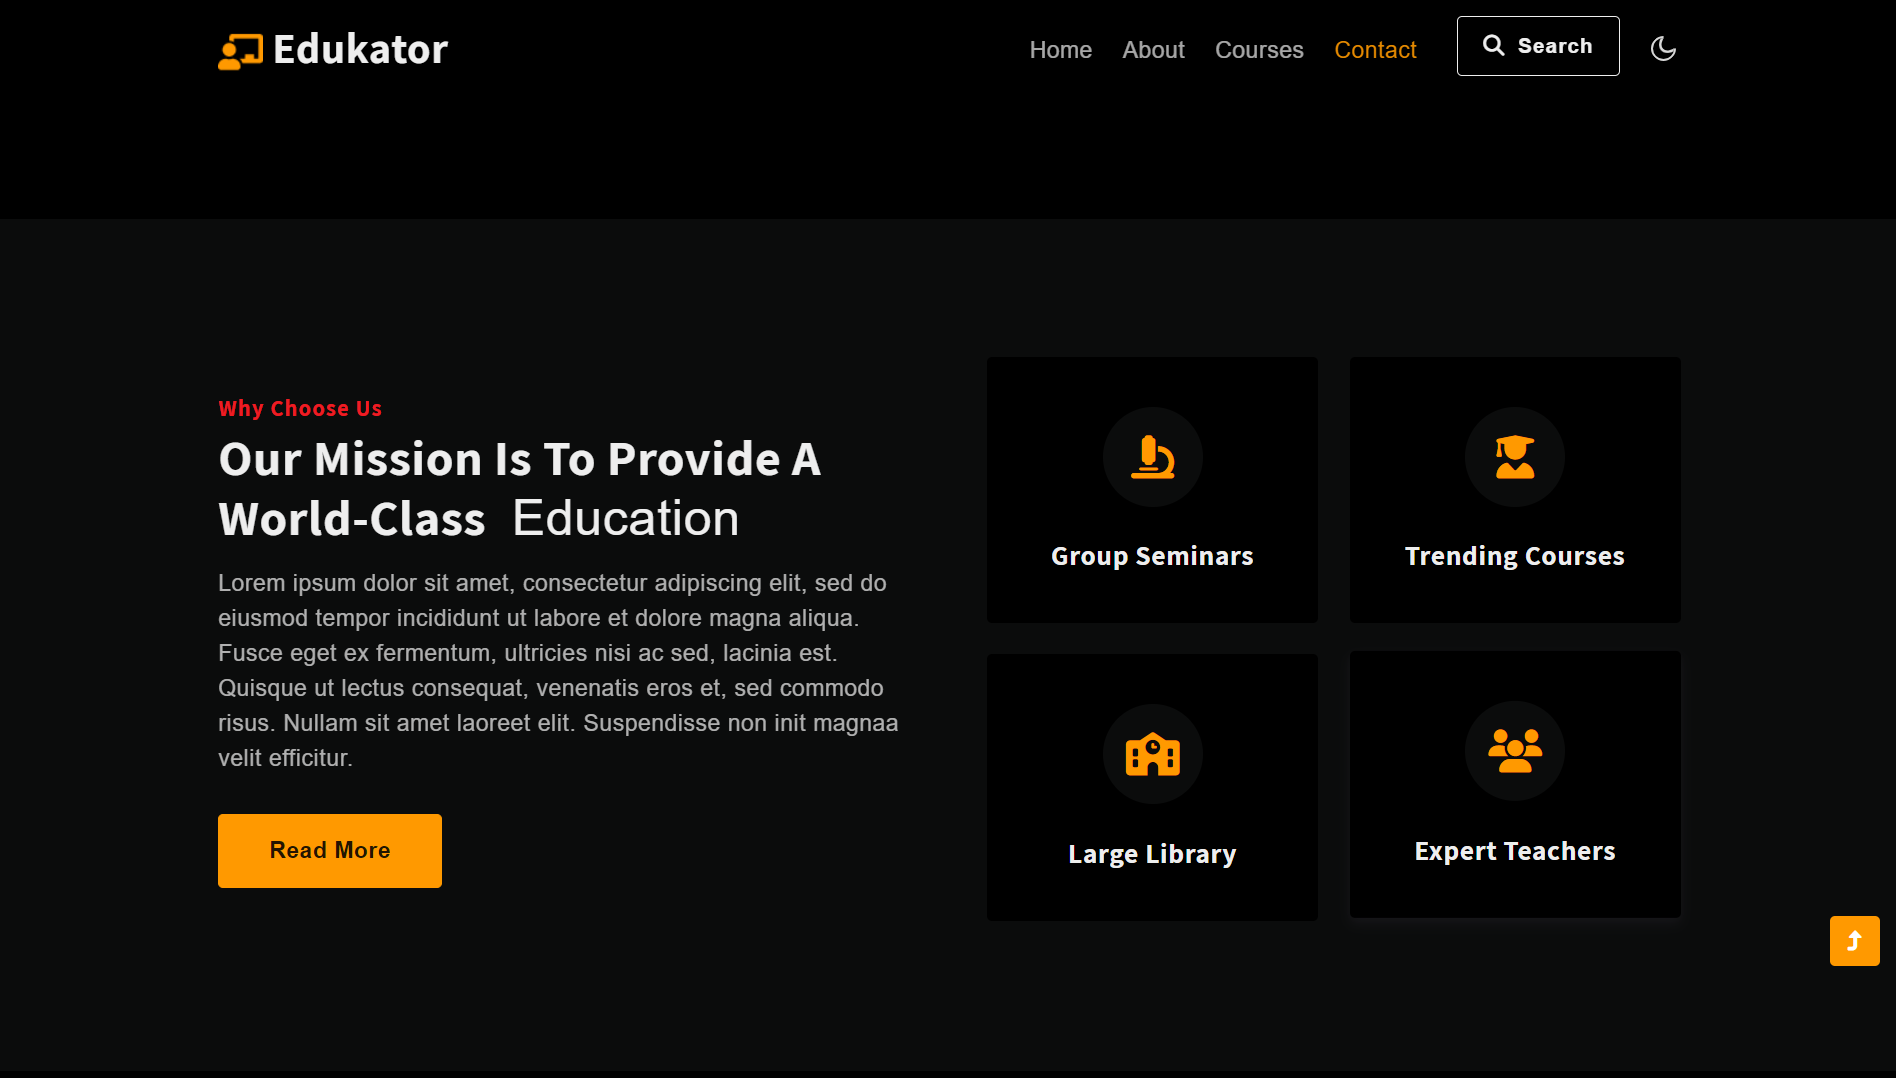 Edukator
Home
About
Courses
Contact
Search
Why Choose Us
Our Mission Is To Provide A
World-Class Education
Lorem ipsum dolor sit amet, consectetur adipiscing elit, sed do
eiusmod tempor incididunt ut labore et dolore magna aliqua.
Fusce eget ex fermentum, ultricies nisi ac sed, lacinia est.
Quisque ut lectus consequat, venenatis eros et, sed commodo
risus. Nullam sit amet laoreet elit. Suspendisse non init magnaa
velit efficitur.
Read More
Group Seminars
Trending Courses
Large Library
Expert Teachers